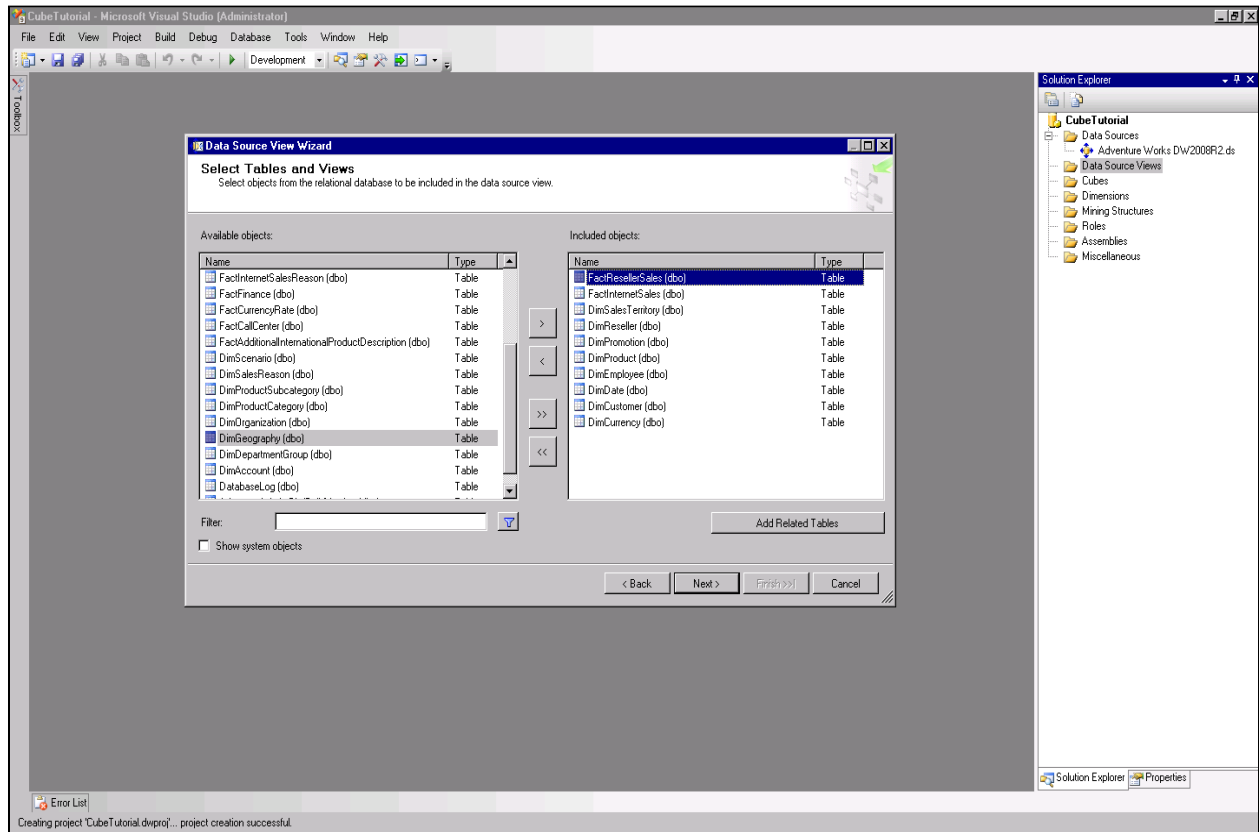 CubeTutorial - Microsoft Visual Studio (Administrator)
File Edit View Project Build Debug Database Tools Window Help
Development
Toolbox
Data Source View Wizard
Select Tables and Views
Select objects from the relational database to be included in the data source view.
Available objects:
Name Type
FactInternetSalesReason (dbo) Table
FactFinance (dbo) Table
FactCurrencyRate (dbo) Table
FactCallCenter (dbo) Table
FactAdditionalInternationalProductDescription (dbo) Table
DimScenario (dbo) Table
DimSalesReason (dbo) Table
DimProductSubcategory (dbo) Table
DimProductCategory (dbo) Table
DimOrganization (dbo) Table
DimGeography (dbo) Table
DimDepartmentGroup (dbo) Table
DimAccount (dbo) Table
DatabaseLog (dbo) Table
>
<
>>
<<
Included objects:
Name Type
FactResellerSales (dbo) Table
FactInternetSales (dbo) Table
DimSalesTerritory (dbo) Table
DimReseller (dbo) Table
DimPromotion (dbo) Table
DimProduct (dbo) Table
DimEmployee (dbo) Table
DimDate (dbo) Table
DimCustomer (dbo) Table
DimCurrency (dbo) Table
Filter:
Add Related Tables
Show system objects
< Back Next > Finish >>| Cancel
Solution Explorer
CubeTutorial
Data Sources
Adventure Works DW2008R2.ds
Data Source Views
Cubes
Dimensions
Mining Structures
Roles
Assemblies
Miscellaneous
Solution Explorer Properties
Error List
Creating project 'CubeTutorial.dwproj'... project creation successful.